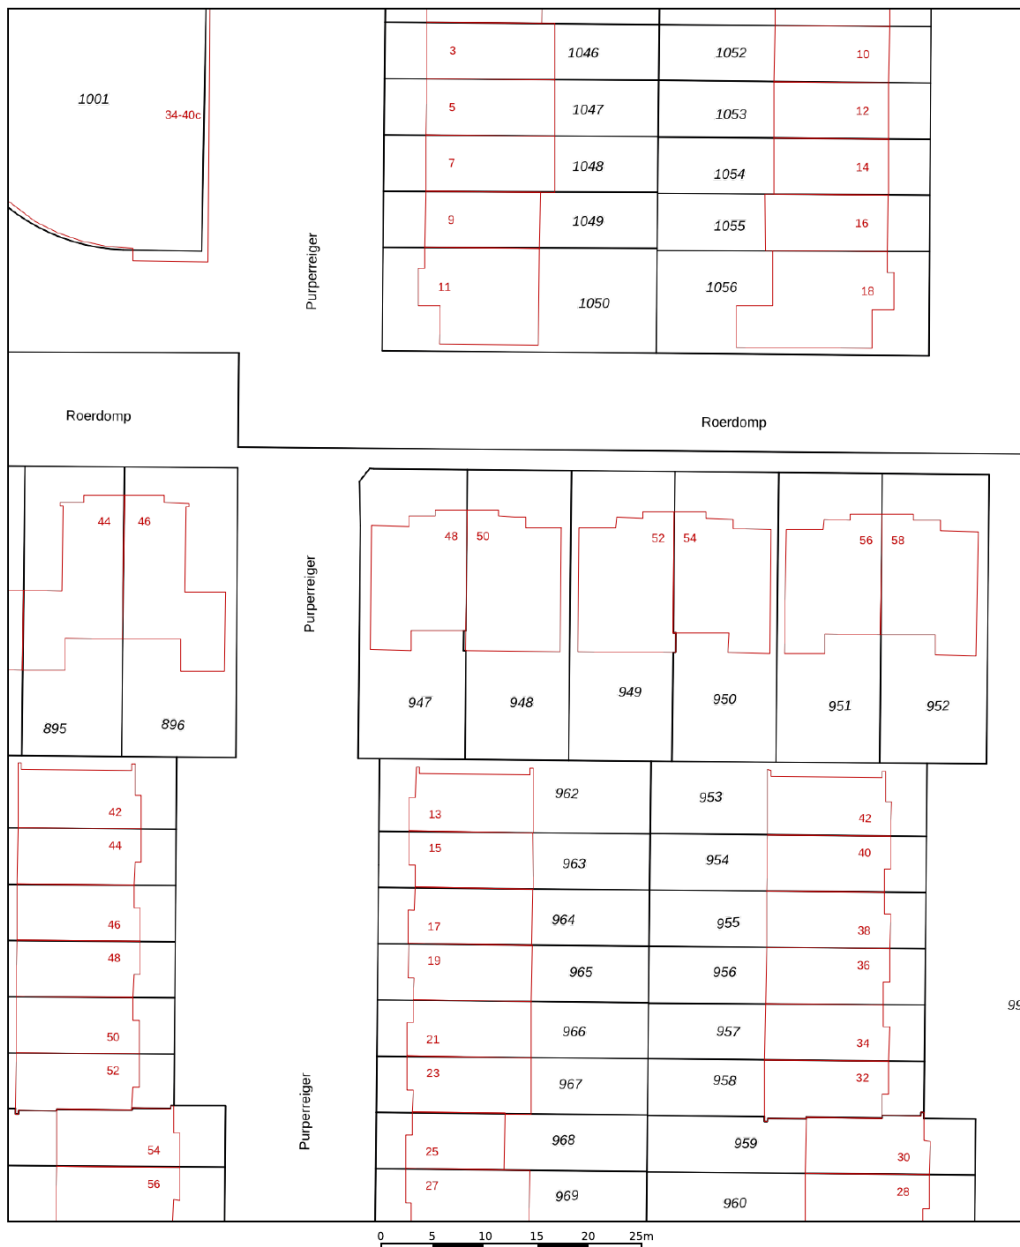 3 1046 1052 10
1001 34-40c
5 1047 1053 12
7 1048 1054 14
9 1049 1055 16
Purperreiger
11 1050 1056 18
Roerdomp
Roerdomp
44 46
48 50 52 54 56 58
Purperreiger
895 896
947 948 949 950 951 952
42 13 962 953 42
44 15 963 954 40
46 17 964 955 38
48 19 965 956 36
99
50 21 966 957 34
52 23 967 958 32
Purperreiger
54 25 968 959 30
56 27 969 960 28
0 5 10 15 20 25m